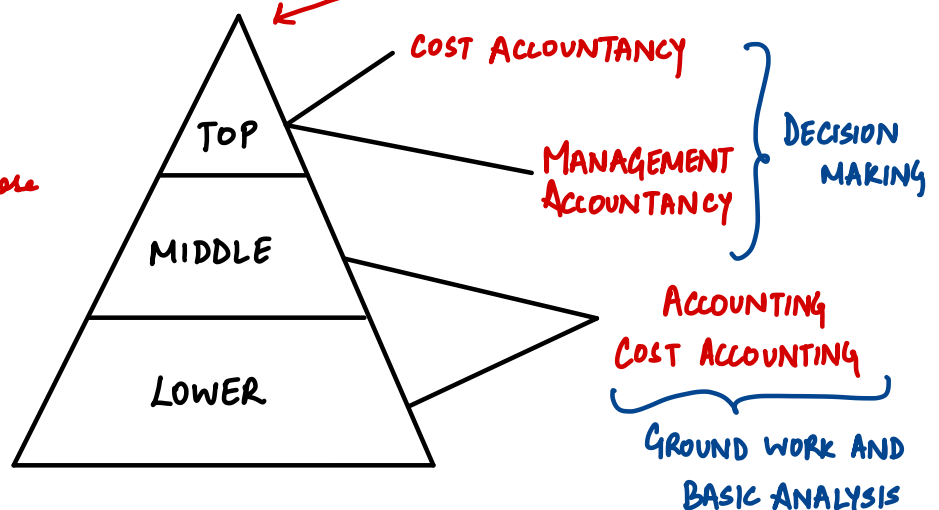 COST ACCOUNTANCY
TOP
DECISION
MAKING
MANAGEMENT
ACCOUNTANCY
MIDDLE
ACCOUNTING
COST ACCOUNTING
LOWER
GROUND WORK AND
BASIC ANALYSIS